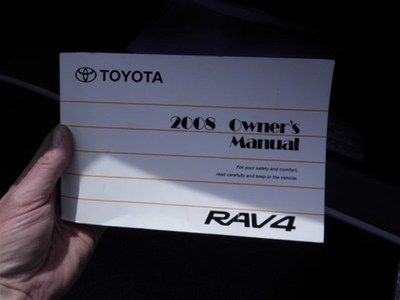 TOYOTA
2008 Owner's
Manual
For your safety and comfort,
read carefully and keep in the vehicle.
RAV4